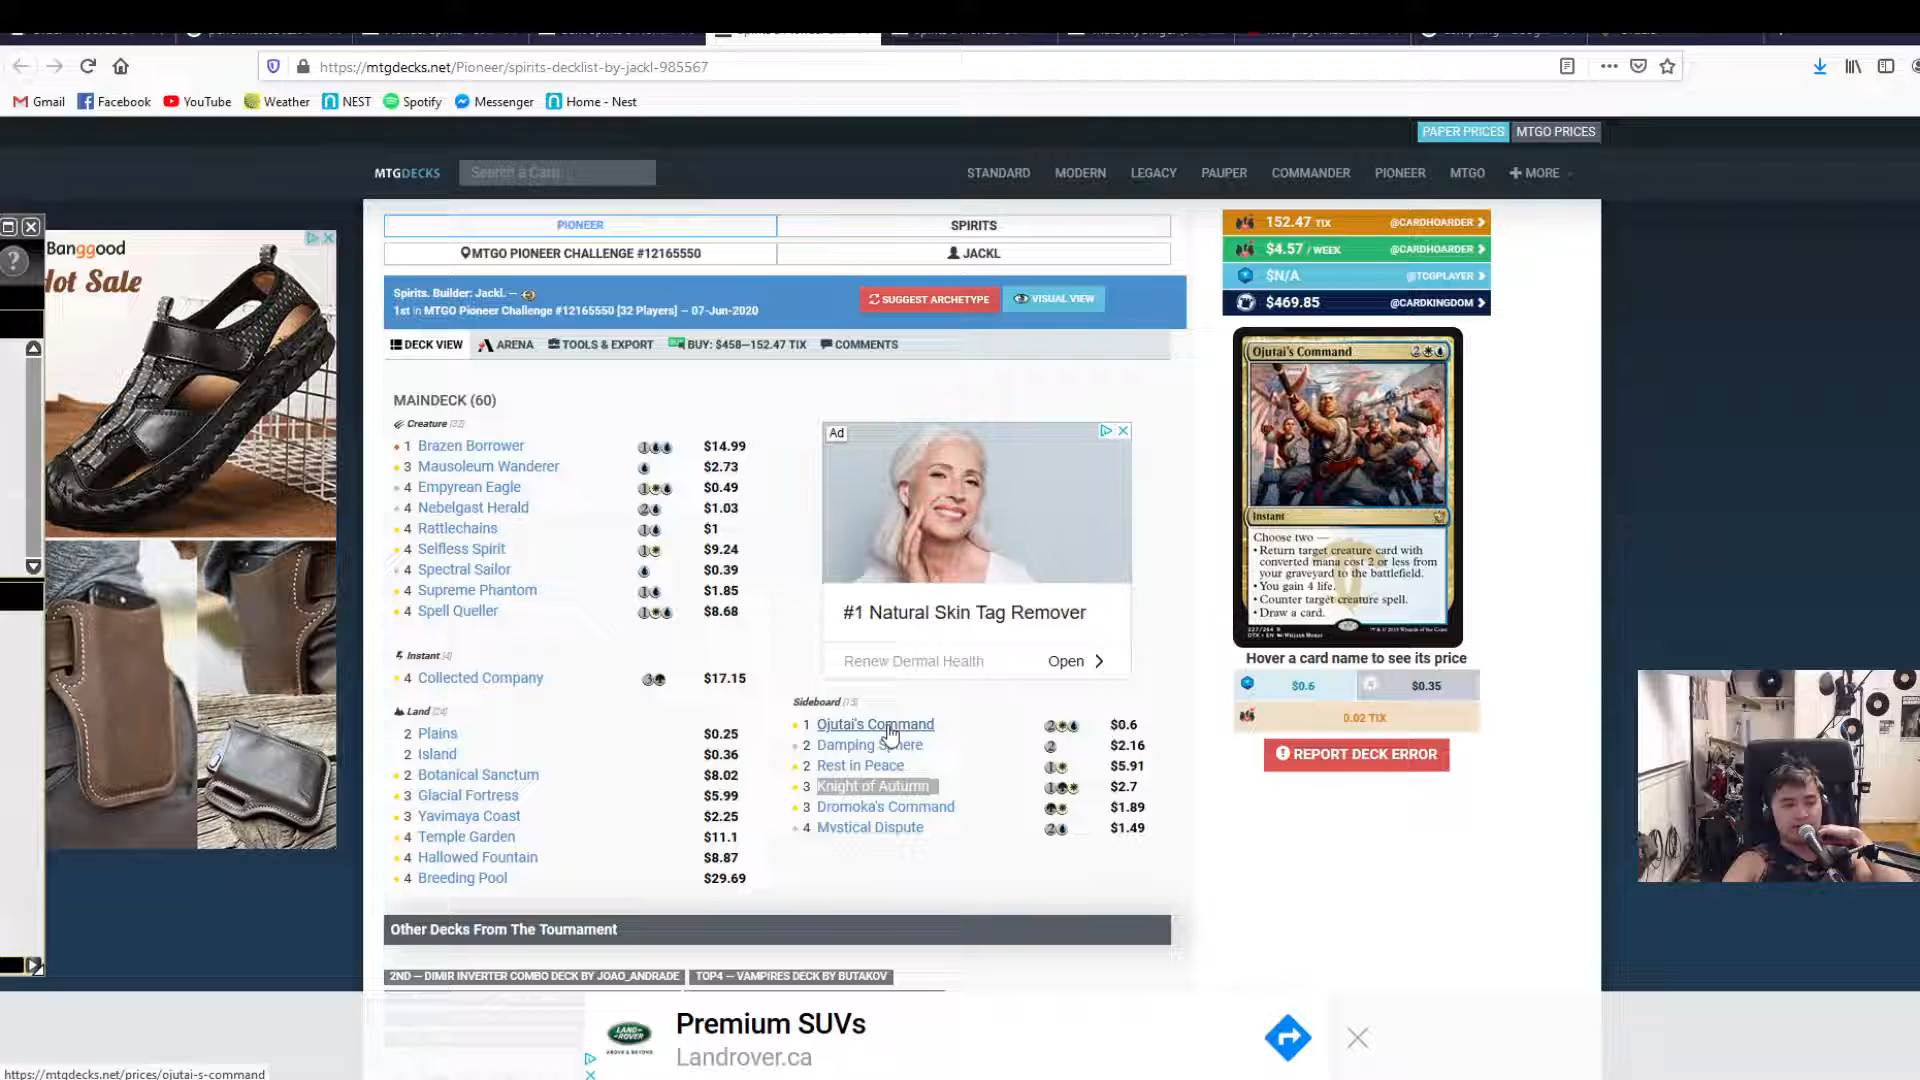 https://mtgdecks.net/Pioneer/spirits-decklist-by-jackl-985567
Gmail Facebook YouTube Weather NEST Spotify Messenger Home - Nest
PAPER PRICES MTGO PRICES
MTGDECKS Search a Card... STANDARD MODERN LEGACY PAUPER COMMANDER PIONEER MTGO MORE
PIONEER SPIRITS
MTGO PIONEER CHALLENGE #12165550 JACKL
Spirits. Builder: Jackl. —
1st in MTGO Pioneer Challenge #12165550 [32 Players] — 07-Jun-2020
SUGGEST ARCHETYPE VISUAL VIEW
DECK VIEW ARENA TOOLS & EXPORT BUY: $458—152.47 TIX COMMENTS
MAINDECK (60)
Creature [32]
1 Brazen Borrower $14.99
3 Mausoleum Wanderer $2.73
4 Empyrean Eagle $0.49
4 Nebelgast Herald $1.03
4 Rattlechains $1
4 Selfless Spirit $9.24
4 Spectral Sailor $0.39
4 Supreme Phantom $1.85
4 Spell Queller $8.68
Instant [4]
4 Collected Company $17.15
Land [24]
2 Plains $0.25
2 Island $0.36
2 Botanical Sanctum $8.02
3 Glacial Fortress $5.99
3 Yavimaya Coast $2.25
4 Temple Garden $11.1
4 Hallowed Fountain $8.87
4 Breeding Pool $29.69
Ad
#1 Natural Skin Tag Remover
Renew Dermal Health Open
Sideboard [15]
1 Ojutai's Command $0.6
2 Damping Sphere $2.16
2 Rest in Peace $5.91
3 Knight of Autumn $2.7
3 Dromoka's Command $1.89
4 Mystical Dispute $1.49
152.47 TIX @CARDHOARDER
$4.57 / WEEK @CARDHOARDER
$N/A @TCGPLAYER
$469.85 @CARDKINGDOM
Ojutai's Command
Instant
Choose two —
• Return target creature card with
converted mana cost 2 or less from
your graveyard to the battlefield.
• You gain 4 life.
• Counter target creature spell.
• Draw a card.
Hover a card name to see its price
$0.6 $0.35
0.02 TIX
REPORT DECK ERROR
Banggood
Hot Sale
Other Decks From The Tournament
2ND — DIMIR INVERTER COMBO DECK BY JOAO_ANDRADE TOP4 — VAMPIRES DECK BY BUTAKOV
Premium SUVs
Landrover.ca
LAND ROVER
ABOVE & BEYOND
https://mtgdecks.net/prices/ojutai-s-command